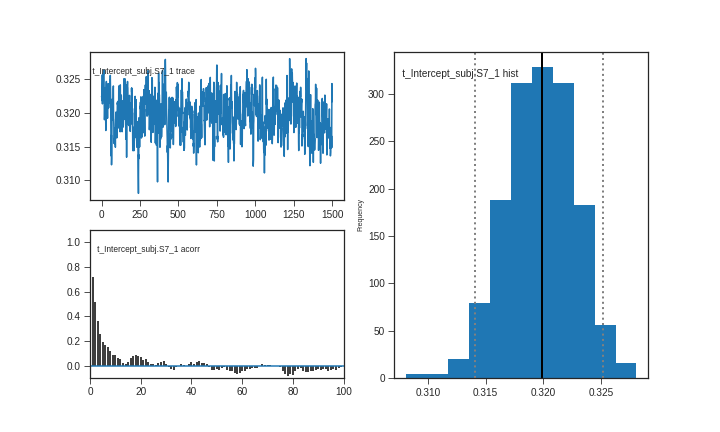 t_Intercept_subj.S7_1 trace
0.325
0.320
0.315
0.310
0 250 500 750 1000 1250 1500
t_Intercept_subj.S7_1 acorr
1.0
0.8
0.6
0.4
0.2
0.0
0 20 40 60 80 100
t_Intercept_subj.S7_1 hist
Frequency
300
250
200
150
100
50
0
0.310 0.315 0.320 0.325